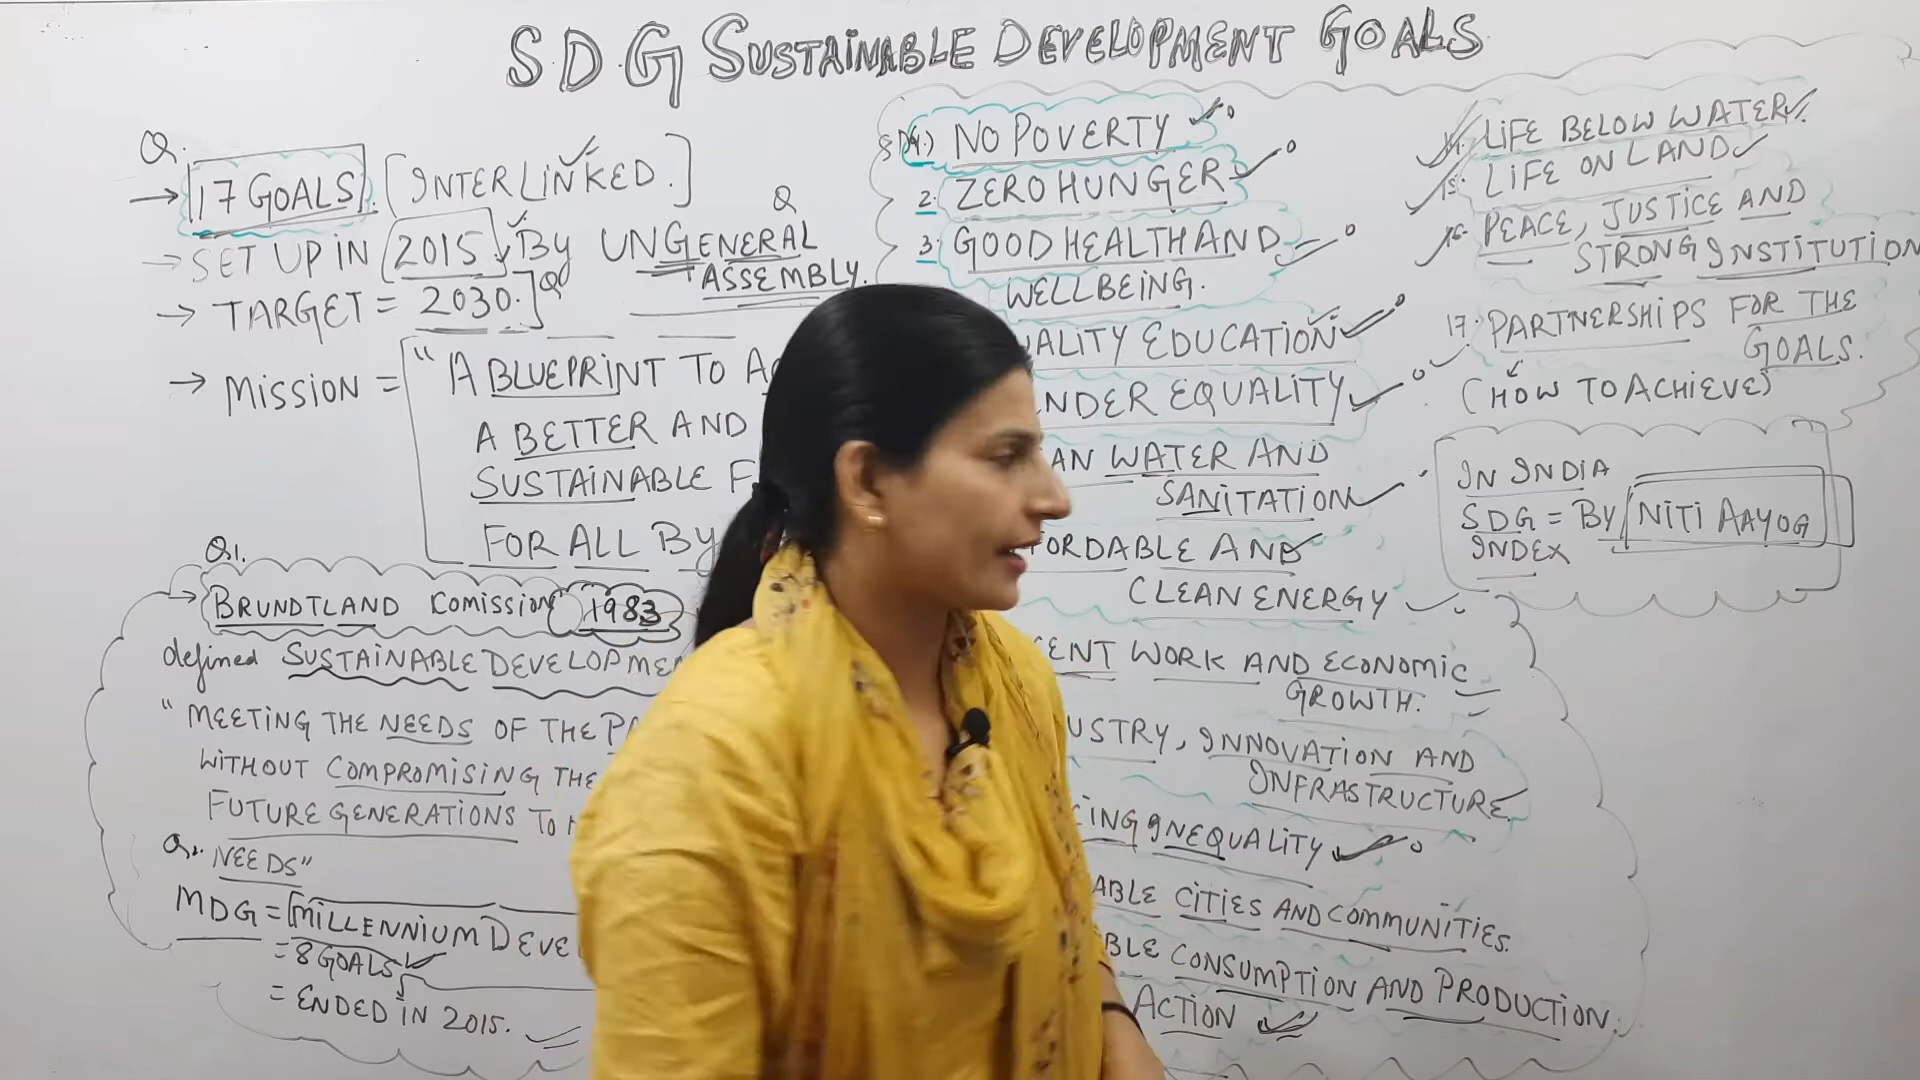 SDG SUSTAINABLE DEVELOPMENT GOALS
Q.
→ 17 GOALS. [INTERLINKED.]
→ SET UP IN 2015 BY UN GENERAL
ASSEMBLY.
Q
→ TARGET = 2030.] Q
→ MISSION = "A BLUEPRINT TO A
A BETTER AND
SUSTAINABLE F
FOR ALL BY
Q1.
→ BRUNDTLAND COMISSION 1983
defined SUSTAINABLE DEVELOPME
"MEETING THE NEEDS OF THE PA
WITHOUT COMPROMISING THE
FUTURE GENERATIONS TO
Q2. NEEDS"
MDG = MILLENNIUM DEVE
= 8 GOALS
= ENDED IN 2015.
1.) NO POVERTY
2. ZERO HUNGER
3. GOOD HEALTH AND
WELLBEING.
ALITY EDUCATION
NDER EQUALITY
AN WATER AND
SANITATION
FORDABLE AND
CLEAN ENERGY
CENT WORK AND ECONOMIC
GROWTH.
USTRY, INNOVATION AND
INFRASTRUCTURE
CING INEQUALITY
ABLE CITIES AND COMMUNITIES.
BLE CONSUMPTION AND PRODUCTION.
ACTION
14. LIFE BELOW WATER
15. LIFE ON LAND
16. PEACE, JUSTICE AND
STRONG INSTITUTION
17. PARTNERSHIPS FOR THE
GOALS.
(HOW TO ACHIEVE)
IN INDIA
SDG = BY NITI AAYOG
INDEX